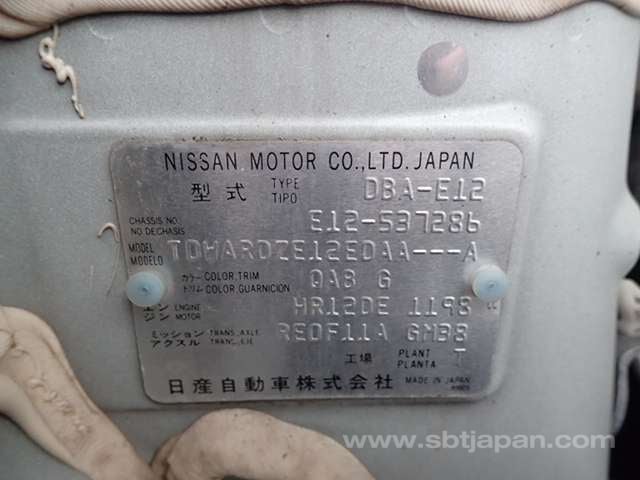 NISSAN MOTOR CO.,LTD. JAPAN
型式 TYPE TIPO DBA-E12
CHASSIS NO. NO. DECHASIS E12-537286
MODEL MODELO TDHARDZE12EDAA---A
カラー COLOR, TRIM QAB G
トリム COLOR, GUARNICION
エンジン ENGINE MOTOR HR12DE 1198 cc
ミッション TRANS., AXLE RE0F11A GM38
アクスル TRANS., EJE
工場 PLANT PLANTA T
日産自動車株式会社 MADE IN JAPAN
www.sbtjapan.com